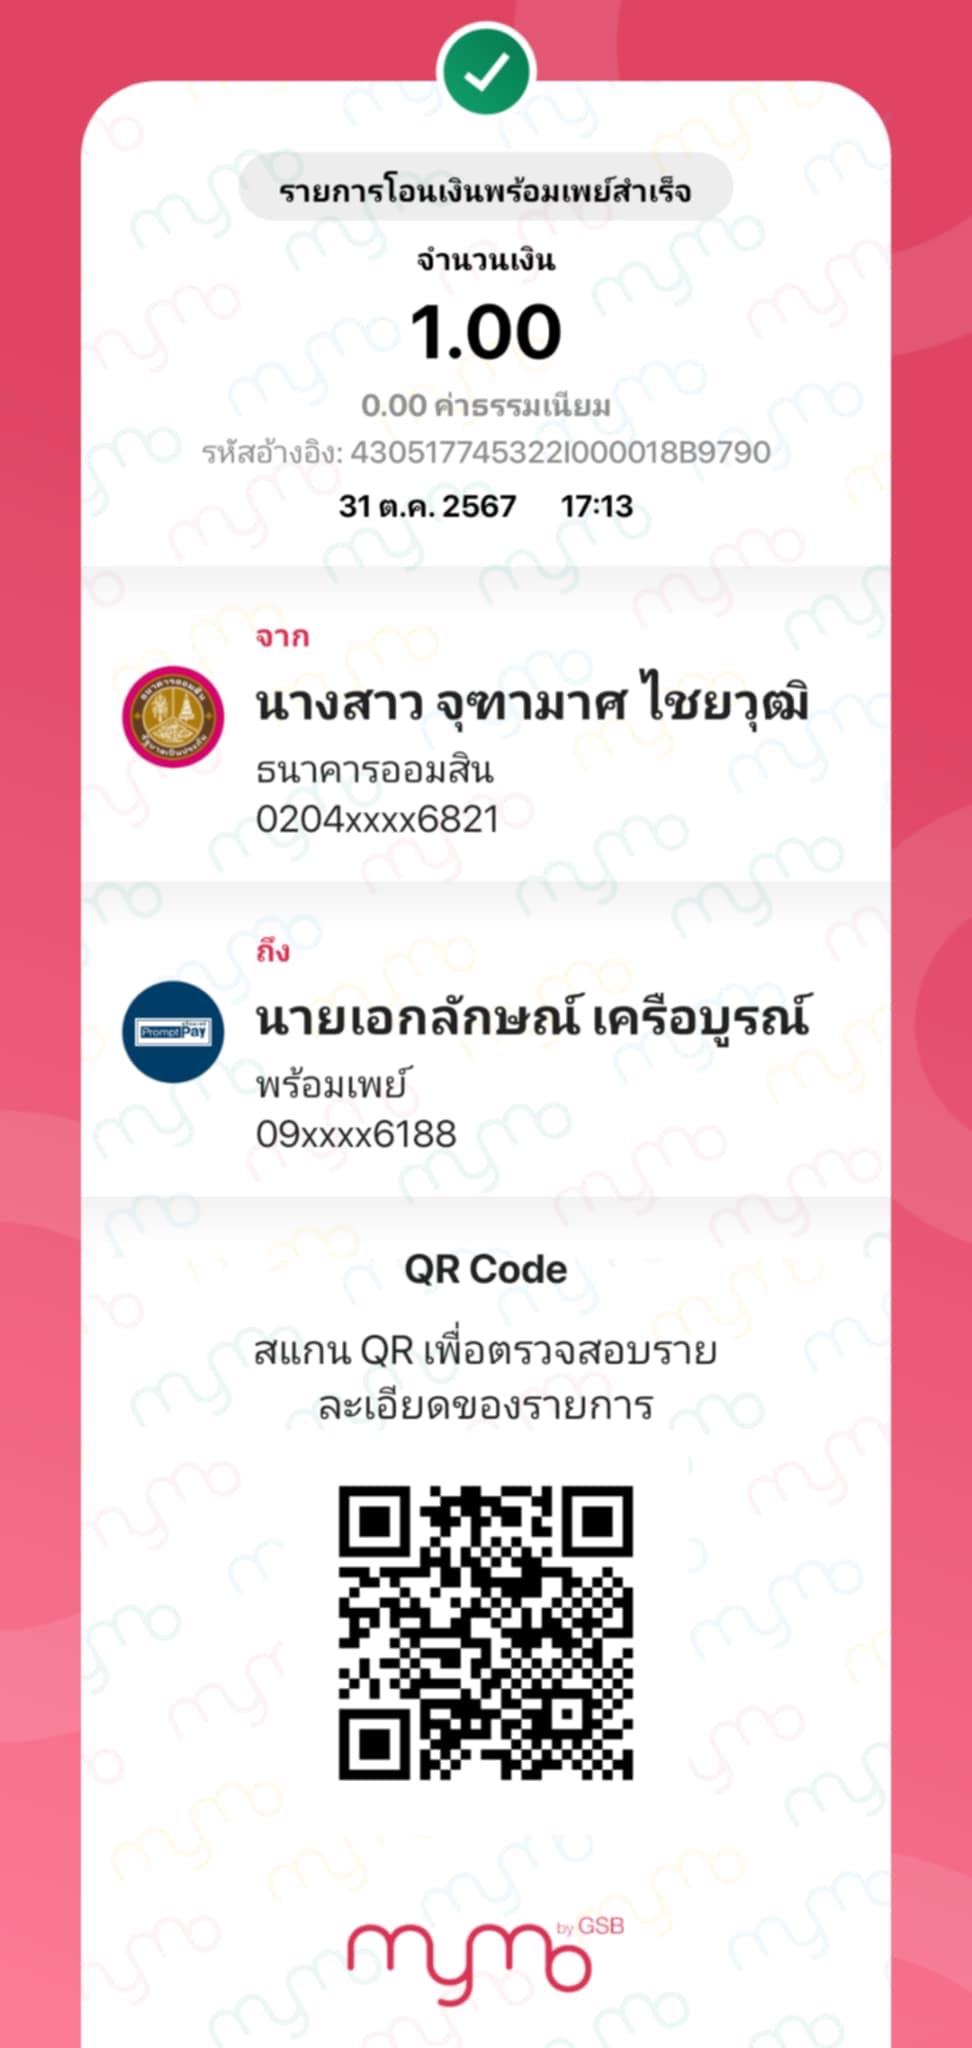 รายการโอนเงินพร้อมเพย์สำเร็จ
จำนวนเงิน
1.00
0.00 ค่าธรรมเนียม
รหัสอ้างอิง: 430517745322I000018B9790
31 ต.ค. 2567 17:13
จาก
นางสาว จุฑามาศ ไชยวุฒิ
ธนาคารออมสิน
0204xxxx6821
ถึง
นายเอกลักษณ์ เครือบูรณ์
PromptPay
พร้อมเพย์
09xxxx6188
QR Code
สแกน QR เพื่อตรวจสอบราย
ละเอียดของรายการ
mymo by GSB